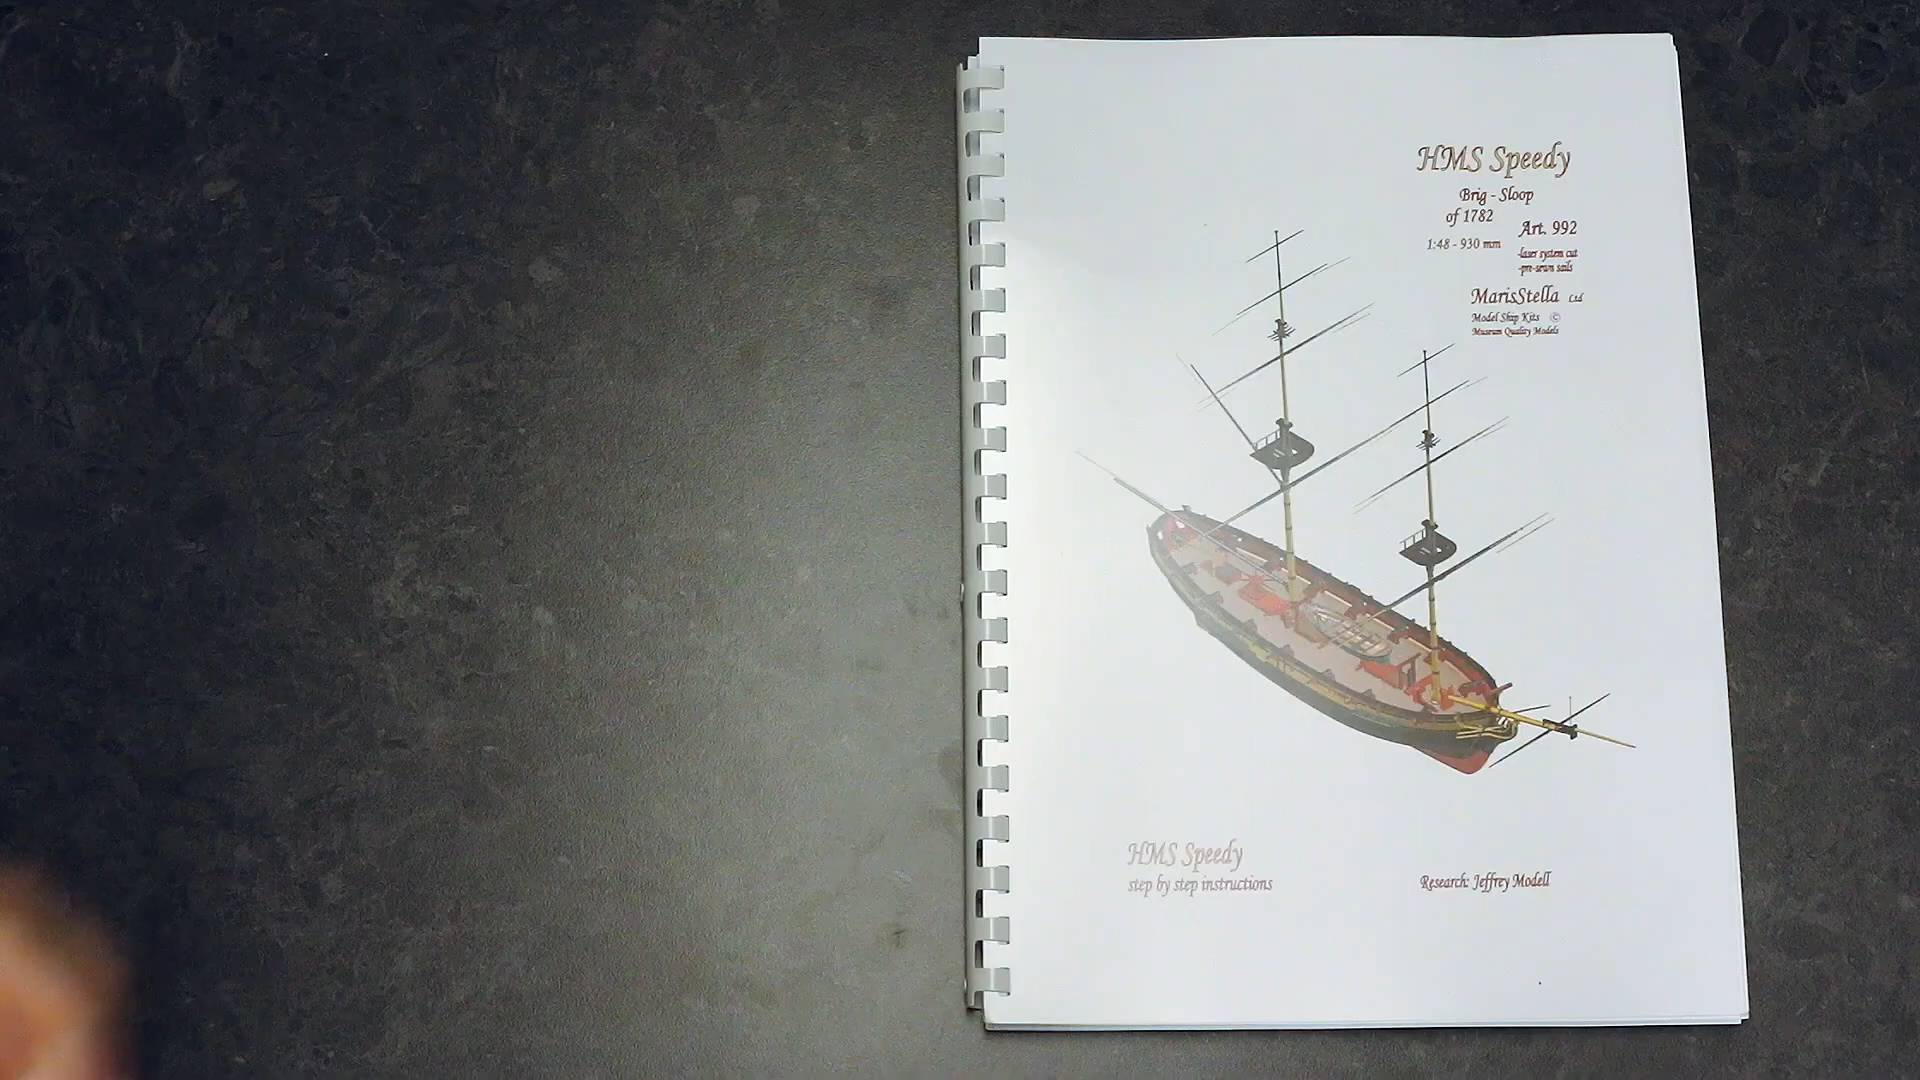 HMS Speedy
Brig - Sloop
of 1782
Art. 992
1:48 - 930 mm
-laser system cut
-pre-sewn sails
MarisStella Ltd
Model Ship Kits ©
Museum Quality Models
HMS Speedy
step by step instructions
Research: Jeffrey Modell